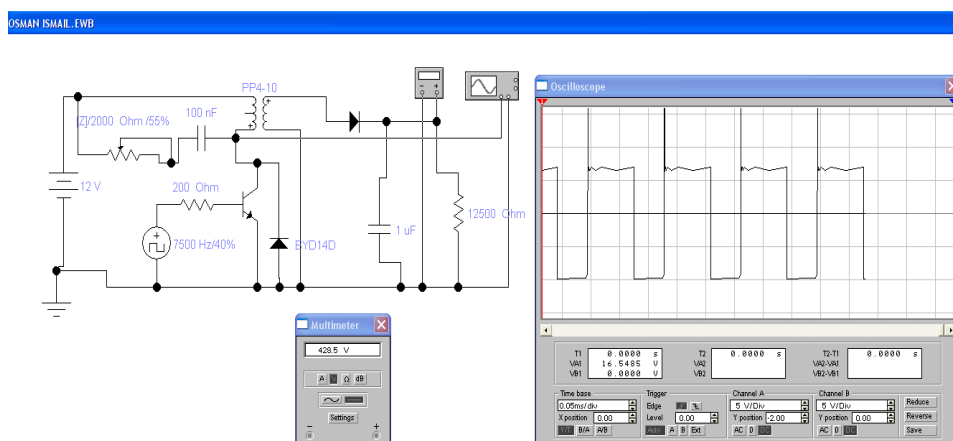 OSMAN ISMAIL.EWB
PP4-10
100 nF
[Z]/2000 Ohm /55%
12 V
200 Ohm
7500 Hz/40%
BYD14D
1 uF
12500 Ohm
Multimeter
428.5 V
A V Ω dB
Settings
Oscilloscope
T1 0.0000 s
VA1 16.5485 V
VB1 0.0000 V
T2 0.0000 s
VA2
VB2
T2-T1 0.0000 s
VA2-VA1
VB2-VB1
Time base
0.05ms/div
X position 0.00
Y/T B/A A/B
Trigger
Edge
Level 0.00
Auto A B Ext
Channel A
5 V/Div
Y position -2.00
AC 0 DC
Channel B
5 V/Div
Y position 0.00
AC 0 DC
Reduce
Reverse
Save